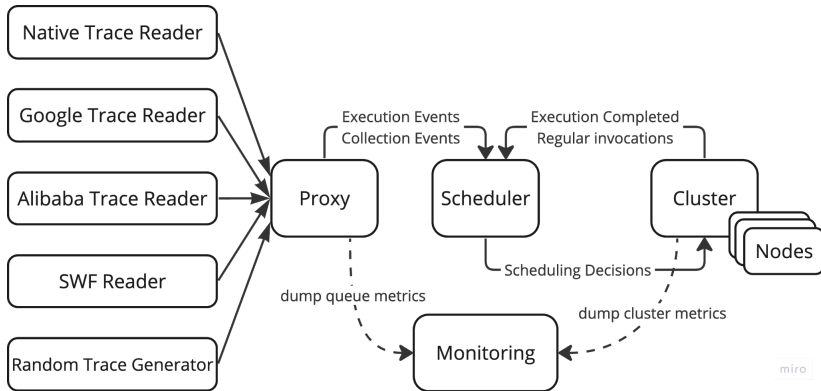 Native Trace Reader
Google Trace Reader
Alibaba Trace Reader
SWF Reader
Random Trace Generator
Proxy
Execution Events
Collection Events
Scheduler
Execution Completed
Regular invocations
Cluster
Nodes
Scheduling Decisions
dump queue metrics
dump cluster metrics
Monitoring
miro